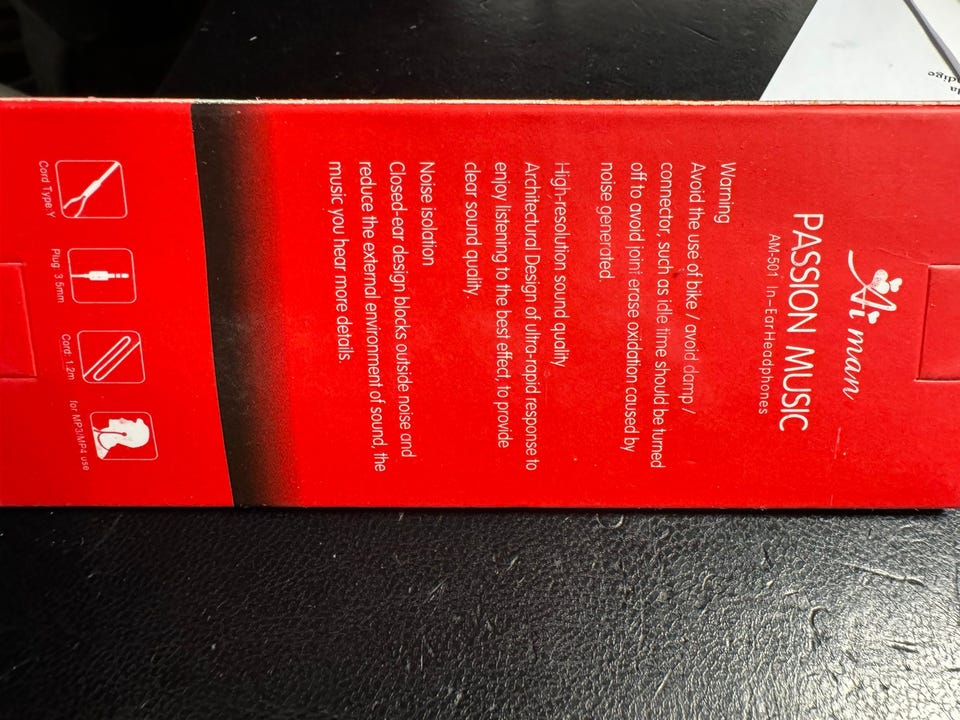 Ai man
PASSION MUSIC
AM-501 In-Ear Headphones
Warning
Avoid the use of bike / avoid damp /
connector, such as idle time should be turned
off to avoid joint erase oxidation caused by
noise generated.
High-resolution sound quality
Architectural Design of ultra-rapid response to
enjoy listening to the best effect, to provide
clear sound quality.
Noise isolation
Closed-ear design blocks outside noise and
reduce the external environment of sound, the
music you hear more details.
Cord Type Y
Plug: 3.5mm
Cord: 1.2m
for MP3/MP4 use